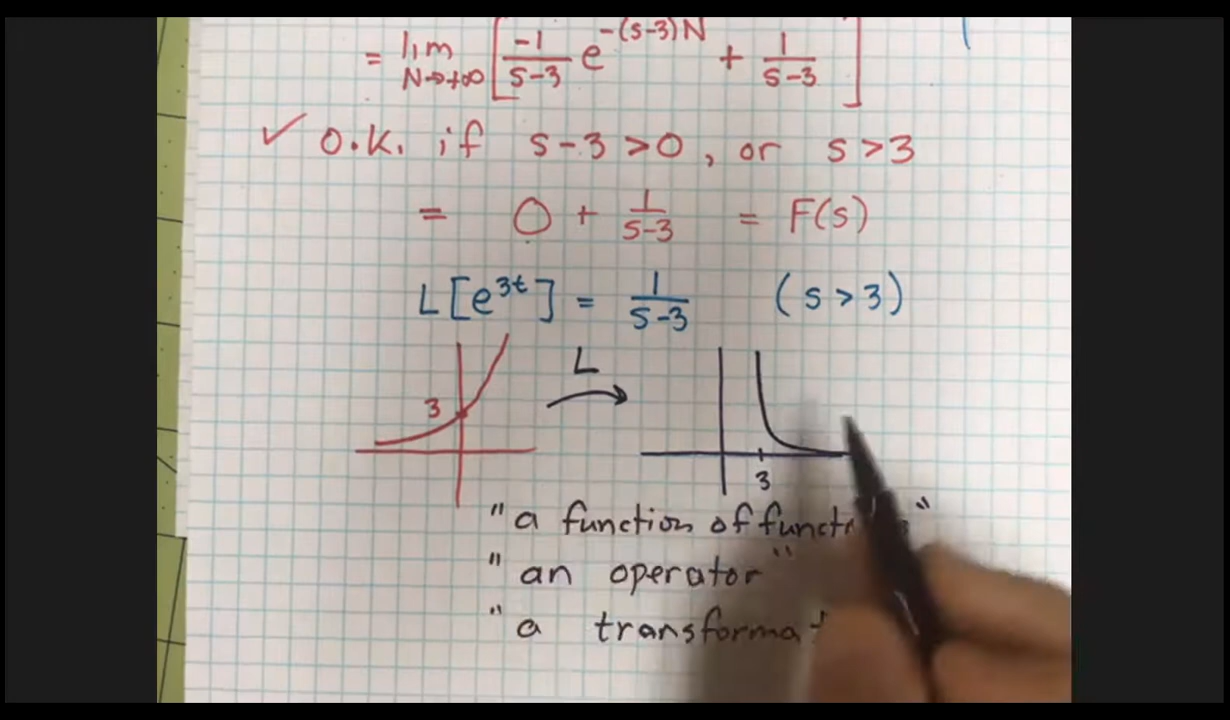 = lim N→+∞ [ -1/(s-3) e^-(s-3)N + 1/(s-3) ]
✓ O.K. if s-3>0, or s>3
= 0 + 1/(s-3) = F(s)
L[e^3t] = 1/(s-3) (s>3)
L
3
3
"a function of
"an operator"
"a